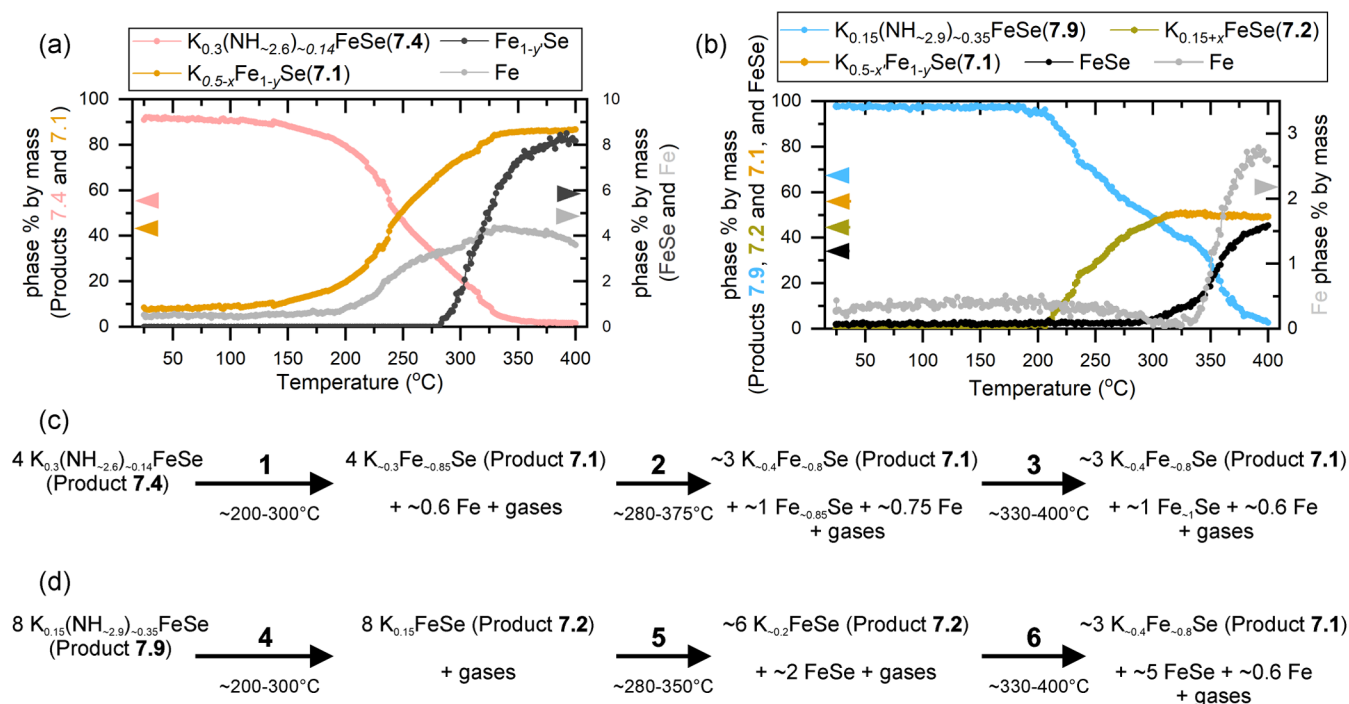 (a)
K0.3(NH~2.6)~0.14FeSe(7.4)
Fe1-y'Se
K0.5-xFe1-ySe(7.1)
Fe
phase % by mass
(Products 7.4 and 7.1)
100
80
60
40
20
0
10
8
6
4
2
0
phase % by mass
(FeSe and Fe)
50 100 150 200 250 300 350 400
Temperature (°C)
(b)
K0.15(NH~2.9)~0.35FeSe(7.9)
K0.15+xFeSe(7.2)
K0.5-x'Fe1-ySe(7.1)
FeSe
Fe
phase % by mass
(Products 7.9, 7.2 and 7.1, and FeSe)
100
80
60
40
20
0
3
2
1
0
Fe phase % by mass
50 100 150 200 250 300 350 400
Temperature (°C)
(c)
4 K0.3(NH~2.6)~0.14FeSe
(Product 7.4)
1
~200-300°C
4 K~0.3Fe~0.85Se (Product 7.1)
+ ~0.6 Fe + gases
2
~280-375°C
~3 K~0.4Fe~0.8Se (Product 7.1)
+ ~1 Fe~0.85Se + ~0.75 Fe
+ gases
3
~330-400°C
~3 K~0.4Fe~0.8Se (Product 7.1)
+ ~1 Fe~1Se + ~0.6 Fe
+ gases
(d)
8 K0.15(NH~2.9)~0.35FeSe
(Product 7.9)
4
~200-300°C
8 K0.15FeSe (Product 7.2)
+ gases
5
~280-350°C
~6 K~0.2FeSe (Product 7.2)
+ ~2 FeSe + gases
6
~330-400°C
~3 K~0.4Fe~0.8Se (Product 7.1)
+ ~5 FeSe + ~0.6 Fe
+ gases